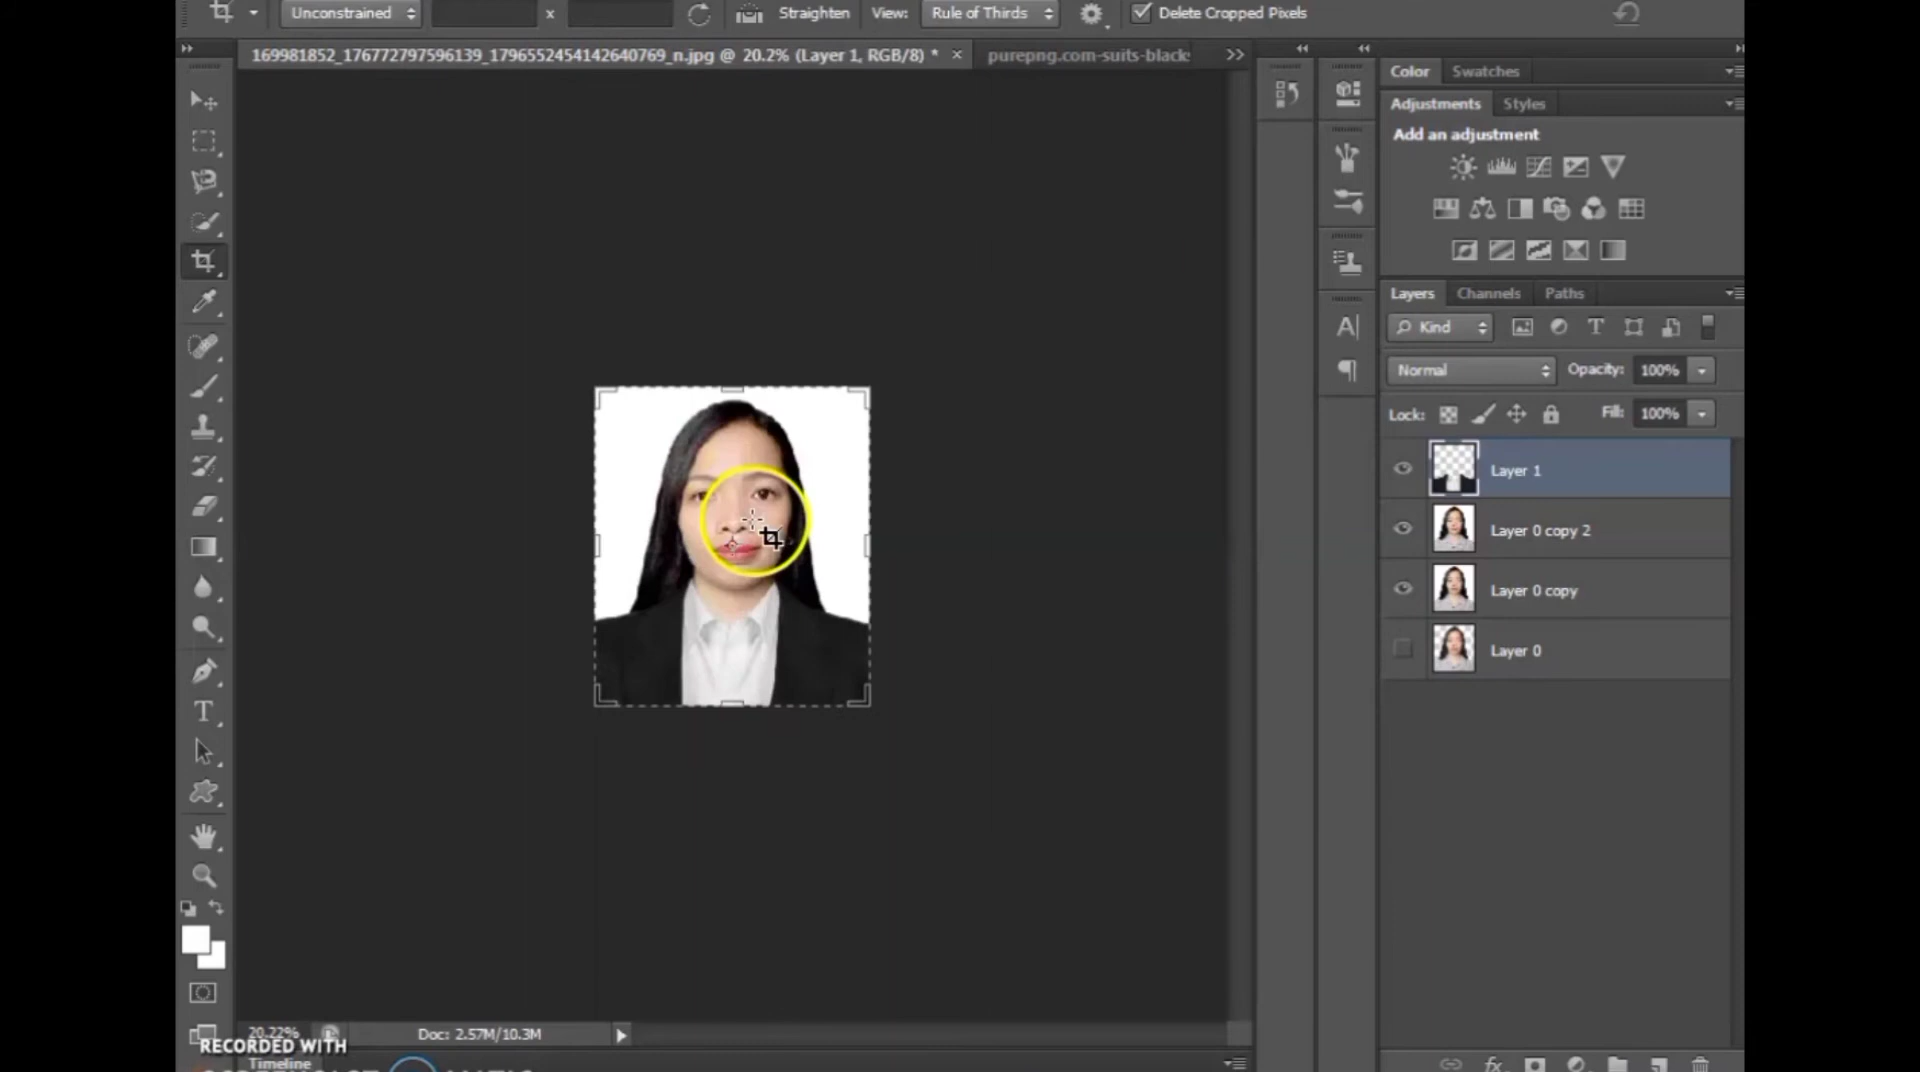 Unconstrained x Straighten View: Rule of Thirds Delete Cropped Pixels
169981852_176772797596139_1796552454142640769_n.jpg @ 20.2% (Layer 1, RGB/8) * × purepng.com-suits-black
Color Swatches
Adjustments Styles
Add an adjustment
Layers Channels Paths
Kind
Normal Opacity: 100%
Lock: Fill: 100%
Layer 1
Layer 0 copy 2
Layer 0 copy
Layer 0
20.22% Doc: 2.57M/10.3M
RECORDED WITH
Timeline